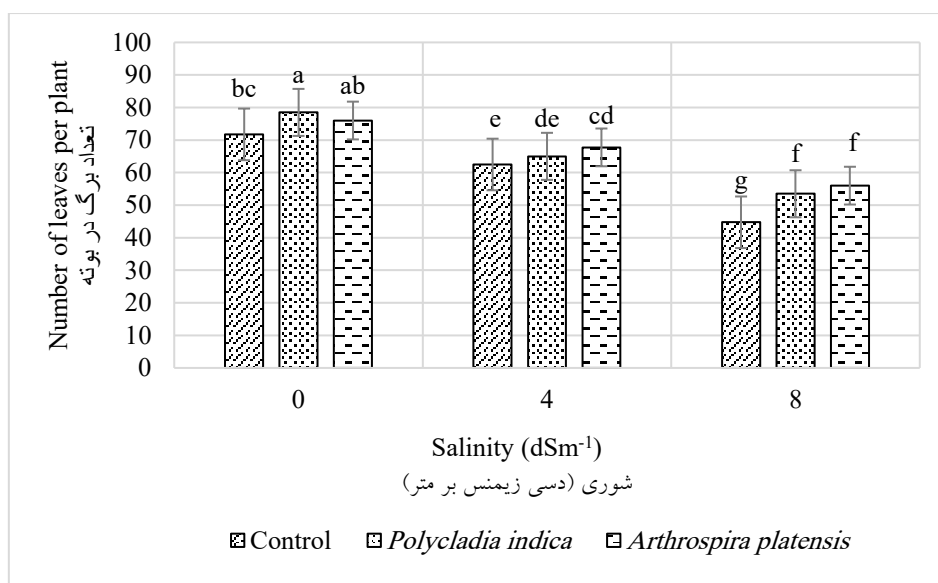 Number of leaves per plant
تعداد برگ در بوته
100
90
80
70
60
50
40
30
20
10
0
bc
a
ab
e
de
cd
g
f
f
0
4
8
Salinity (dSm⁻¹)
شوری (دسی زیمنس بر متر)
Control
Polycladia indica
Arthrospira platensis